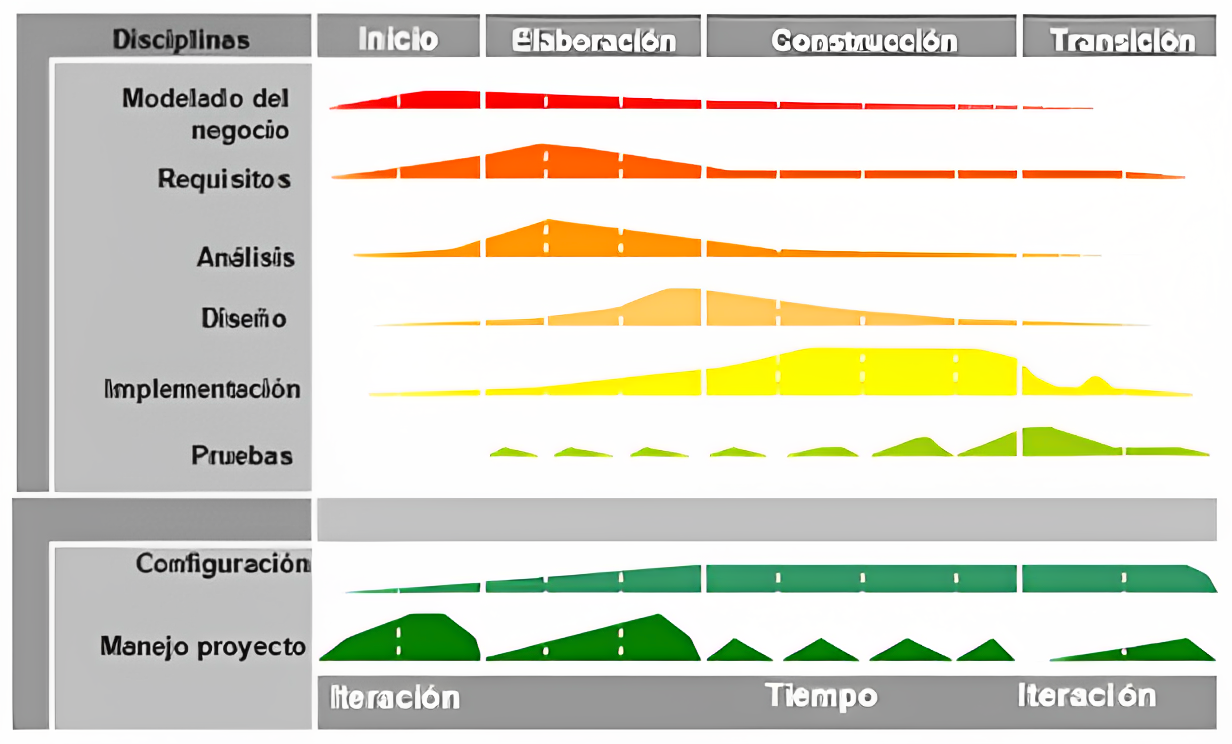 Disciplinas
Inicio
Elaboración
Construcción
Transición
Modelado del
negocio
Requisitos
Análisis
Diseño
Implementación
Pruebas
Configuración
Manejo proyecto
Iteración
Tiempo
Iteración